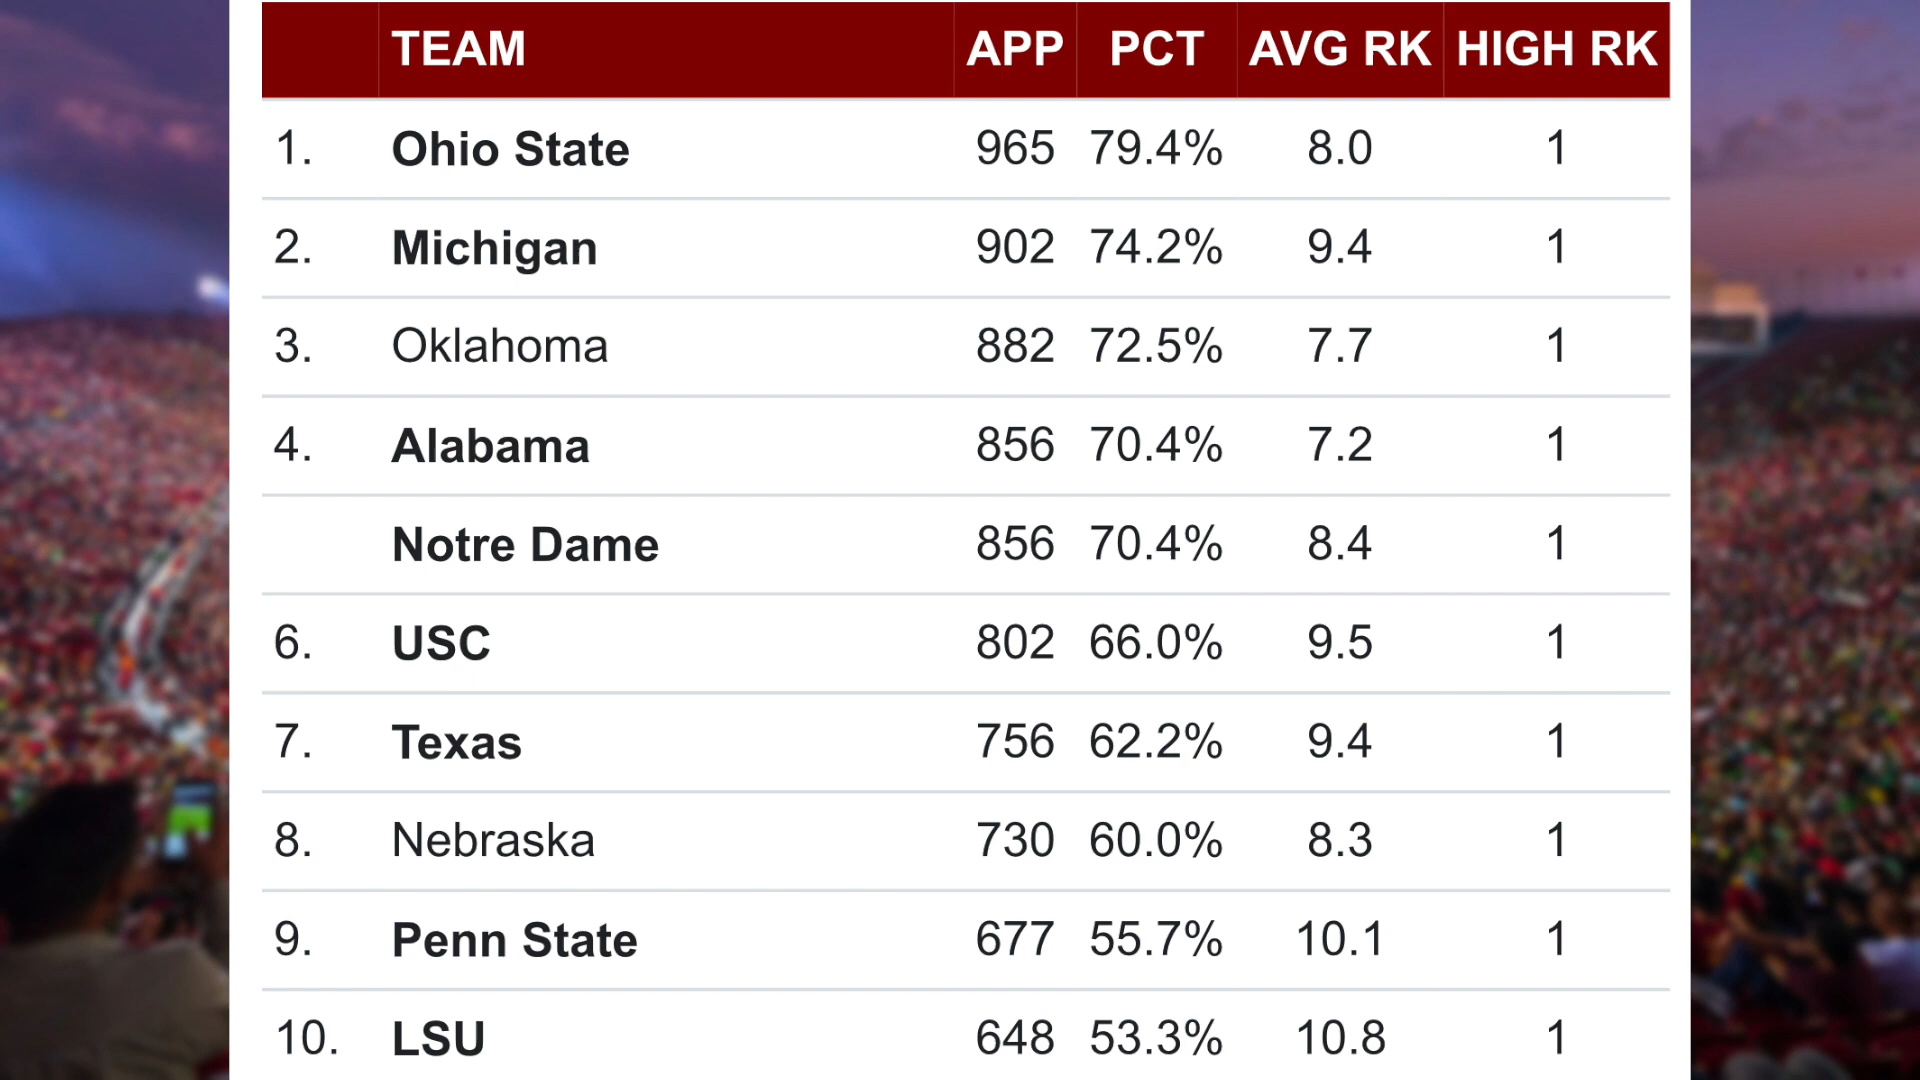 TEAM APP PCT AVG RK HIGH RK
1. Ohio State 965 79.4% 8.0 1
2. Michigan 902 74.2% 9.4 1
3. Oklahoma 882 72.5% 7.7 1
4. Alabama 856 70.4% 7.2 1
Notre Dame 856 70.4% 8.4 1
6. USC 802 66.0% 9.5 1
7. Texas 756 62.2% 9.4 1
8. Nebraska 730 60.0% 8.3 1
9. Penn State 677 55.7% 10.1 1
10. LSU 648 53.3% 10.8 1